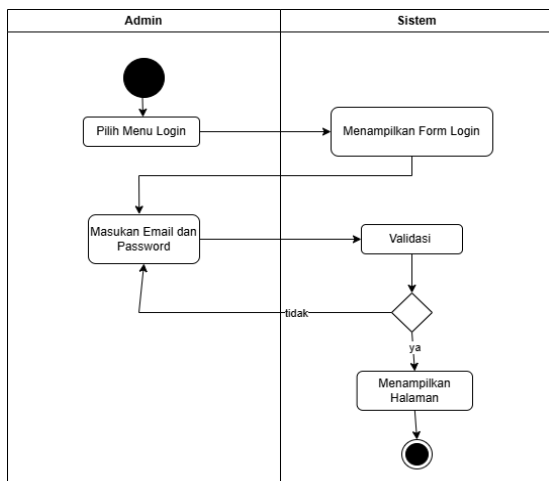 Admin
Sistem
Pilih Menu Login
Menampilkan Form Login
Masukan Email dan
Password
Validasi
tidak
ya
Menampilkan
Halaman